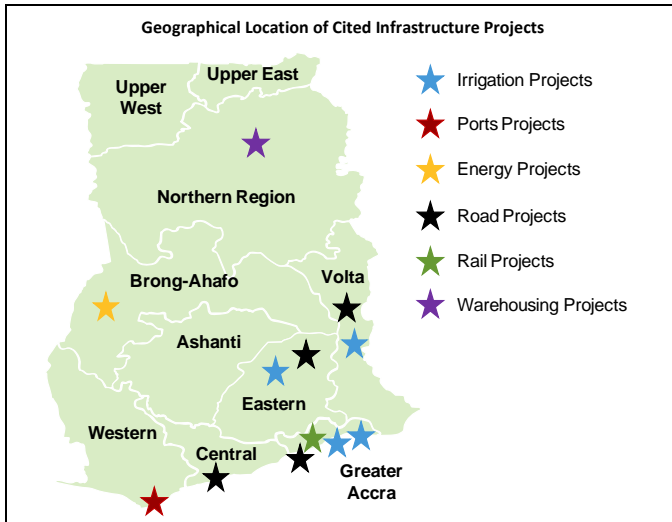 Geographical Location of Cited Infrastructure Projects
Upper East
Upper
West
Northern Region
Brong-Ahafo
Volta
Ashanti
Eastern
Western
Central
Greater
Accra
Irrigation Projects
Ports Projects
Energy Projects
Road Projects
Rail Projects
Warehousing Projects